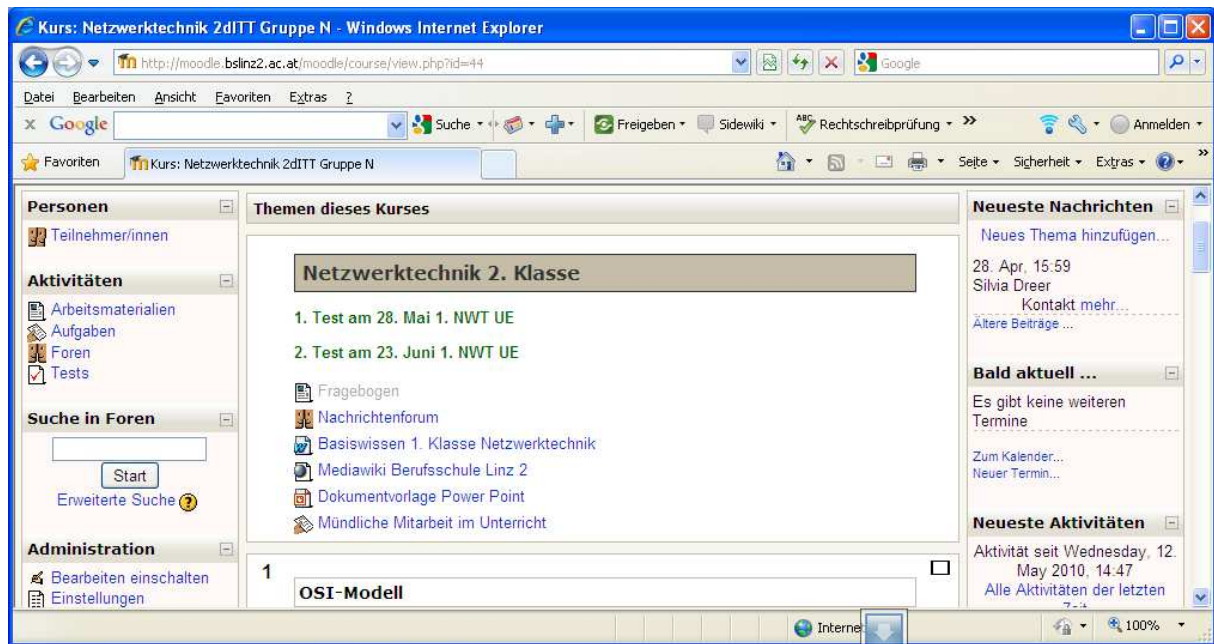 Kurs: Netzwerktechnik 2dITT Gruppe N - Windows Internet Explorer
http://moodle.bslinz2.ac.at/moodle/course/view.php?id=44
Google
Datei Bearbeiten Ansicht Favoriten Extras ?
x Google Suche Freigeben Sidewiki ABC Rechtschreibprüfung » Anmelden
Favoriten Kurs: Netzwerktechnik 2dITT Gruppe N Seite Sicherheit Extras »
Personen
Teilnehmer/innen
Aktivitäten
Arbeitsmaterialien
Aufgaben
Foren
Tests
Suche in Foren
Start
Erweiterte Suche ?
Administration
Bearbeiten einschalten
Einstellungen
Themen dieses Kurses
Netzwerktechnik 2. Klasse
1. Test am 28. Mai 1. NWT UE
2. Test am 23. Juni 1. NWT UE
Fragebogen
Nachrichtenforum
Basiswissen 1. Klasse Netzwerktechnik
Mediawiki Berufsschule Linz 2
Dokumentvorlage Power Point
Mündliche Mitarbeit im Unterricht
1
OSI-Modell
Neueste Nachrichten
Neues Thema hinzufügen...
28. Apr, 15:59
Silvia Dreer
Kontakt mehr...
Ältere Beiträge ...
Bald aktuell ...
Es gibt keine weiteren
Termine
Zum Kalender...
Neuer Termin...
Neueste Aktivitäten
Aktivität seit Wednesday, 12.
May 2010, 14:47
Alle Aktivitäten der letzten
Interne
100%